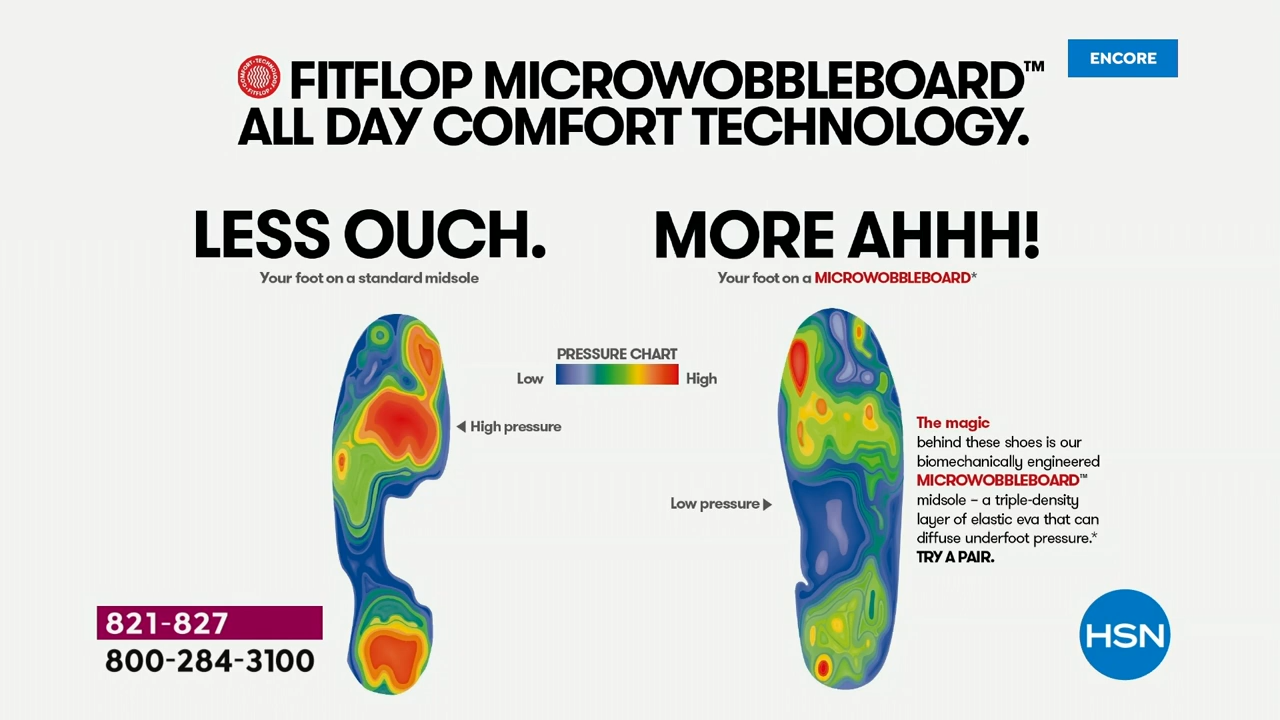 ENCORE
FITFLOP MICROWOBBLEBOARD™
ALL DAY COMFORT TECHNOLOGY.
LESS OUCH.
Your foot on a standard midsole
MORE AHHH!
Your foot on a MICROWOBBLEBOARD*
PRESSURE CHART
Low
High
High pressure
Low pressure
The magic
behind these shoes is our
biomechanically engineered
MICROWOBBLEBOARD™
midsole – a triple-density
layer of elastic eva that can
diffuse underfoot pressure.*
TRY A PAIR.
821-827
800-284-3100
HSN